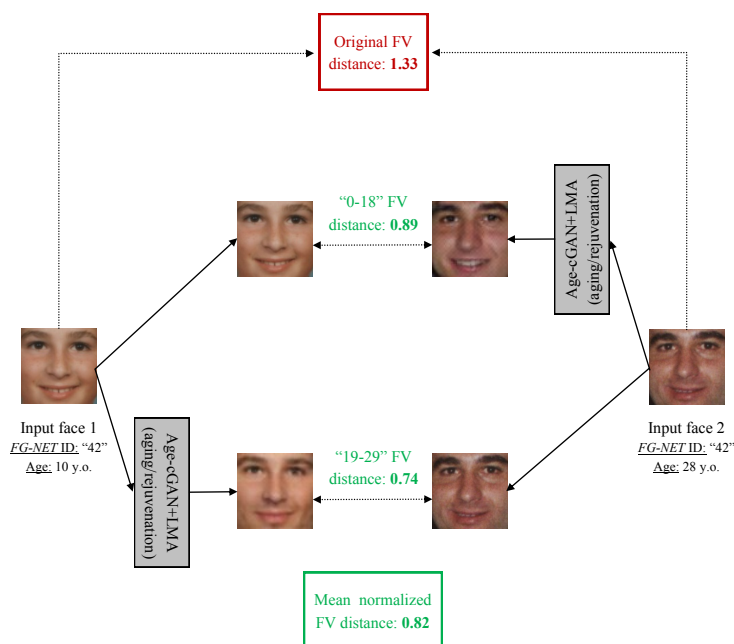 Original FV
distance: 1.33
“0-18” FV
distance: 0.89
Age-cGAN+LMA
(aging/rejuvenation)
Input face 1
FG-NET ID: “42”
Age: 10 y.o.
Input face 2
FG-NET ID: “42”
Age: 28 y.o.
Age-cGAN+LMA
(aging/rejuvenation)
“19-29” FV
distance: 0.74
Mean normalized
FV distance: 0.82